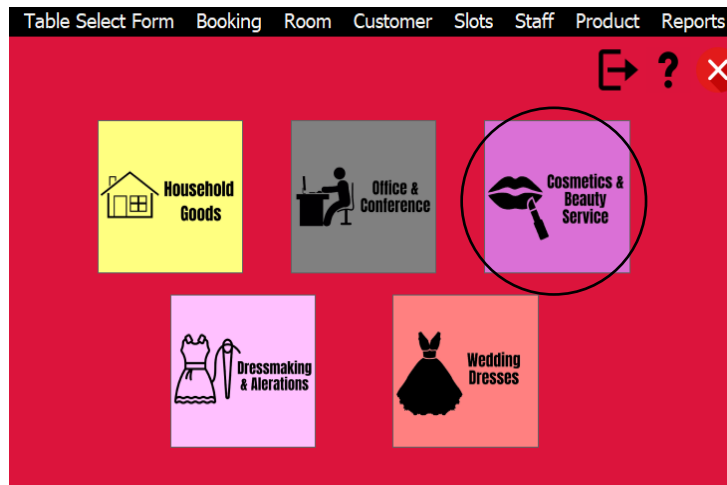 Table Select Form Booking Room Customer Slots Staff Product Reports
?
Household
Goods
Office &
Conference
Cosmetics &
Beauty
Service
Dressmaking
& Alerations
Wedding
Dresses